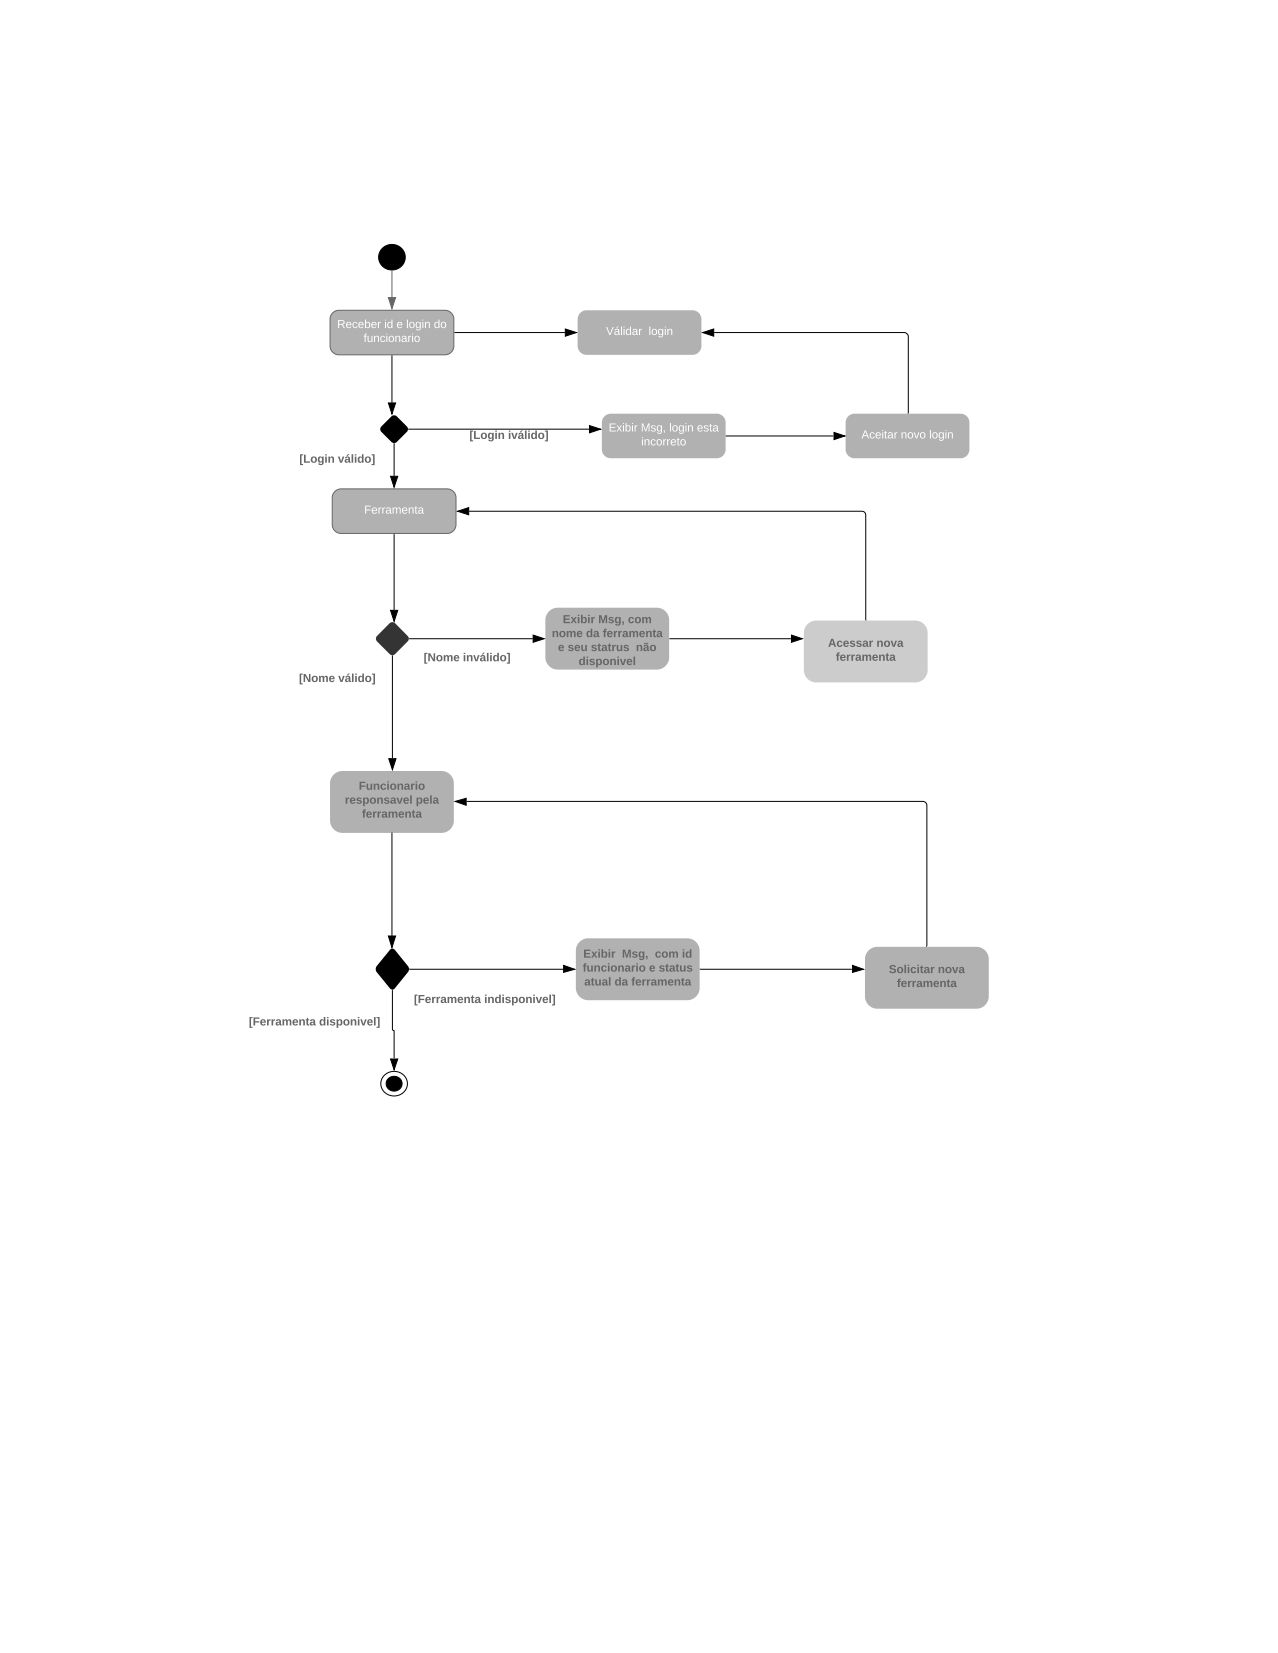 Receber id e login do
funcionario
Válidar  login
[Login iválido]
Exibir Msg, login esta
incorreto
Aceitar novo login
[Login válido]
Ferramenta
Exibir Msg, com
nome da ferramenta
e seu statrus  não
disponivel
Acessar nova
ferramenta
[Nome inválido]
[Nome válido]
Funcionario
responsavel pela
ferramenta
Exibir  Msg,  com id
funcionario e status
atual da ferramenta
Solicitar nova
ferramenta
[Ferramenta indisponivel]
[Ferramenta disponivel]